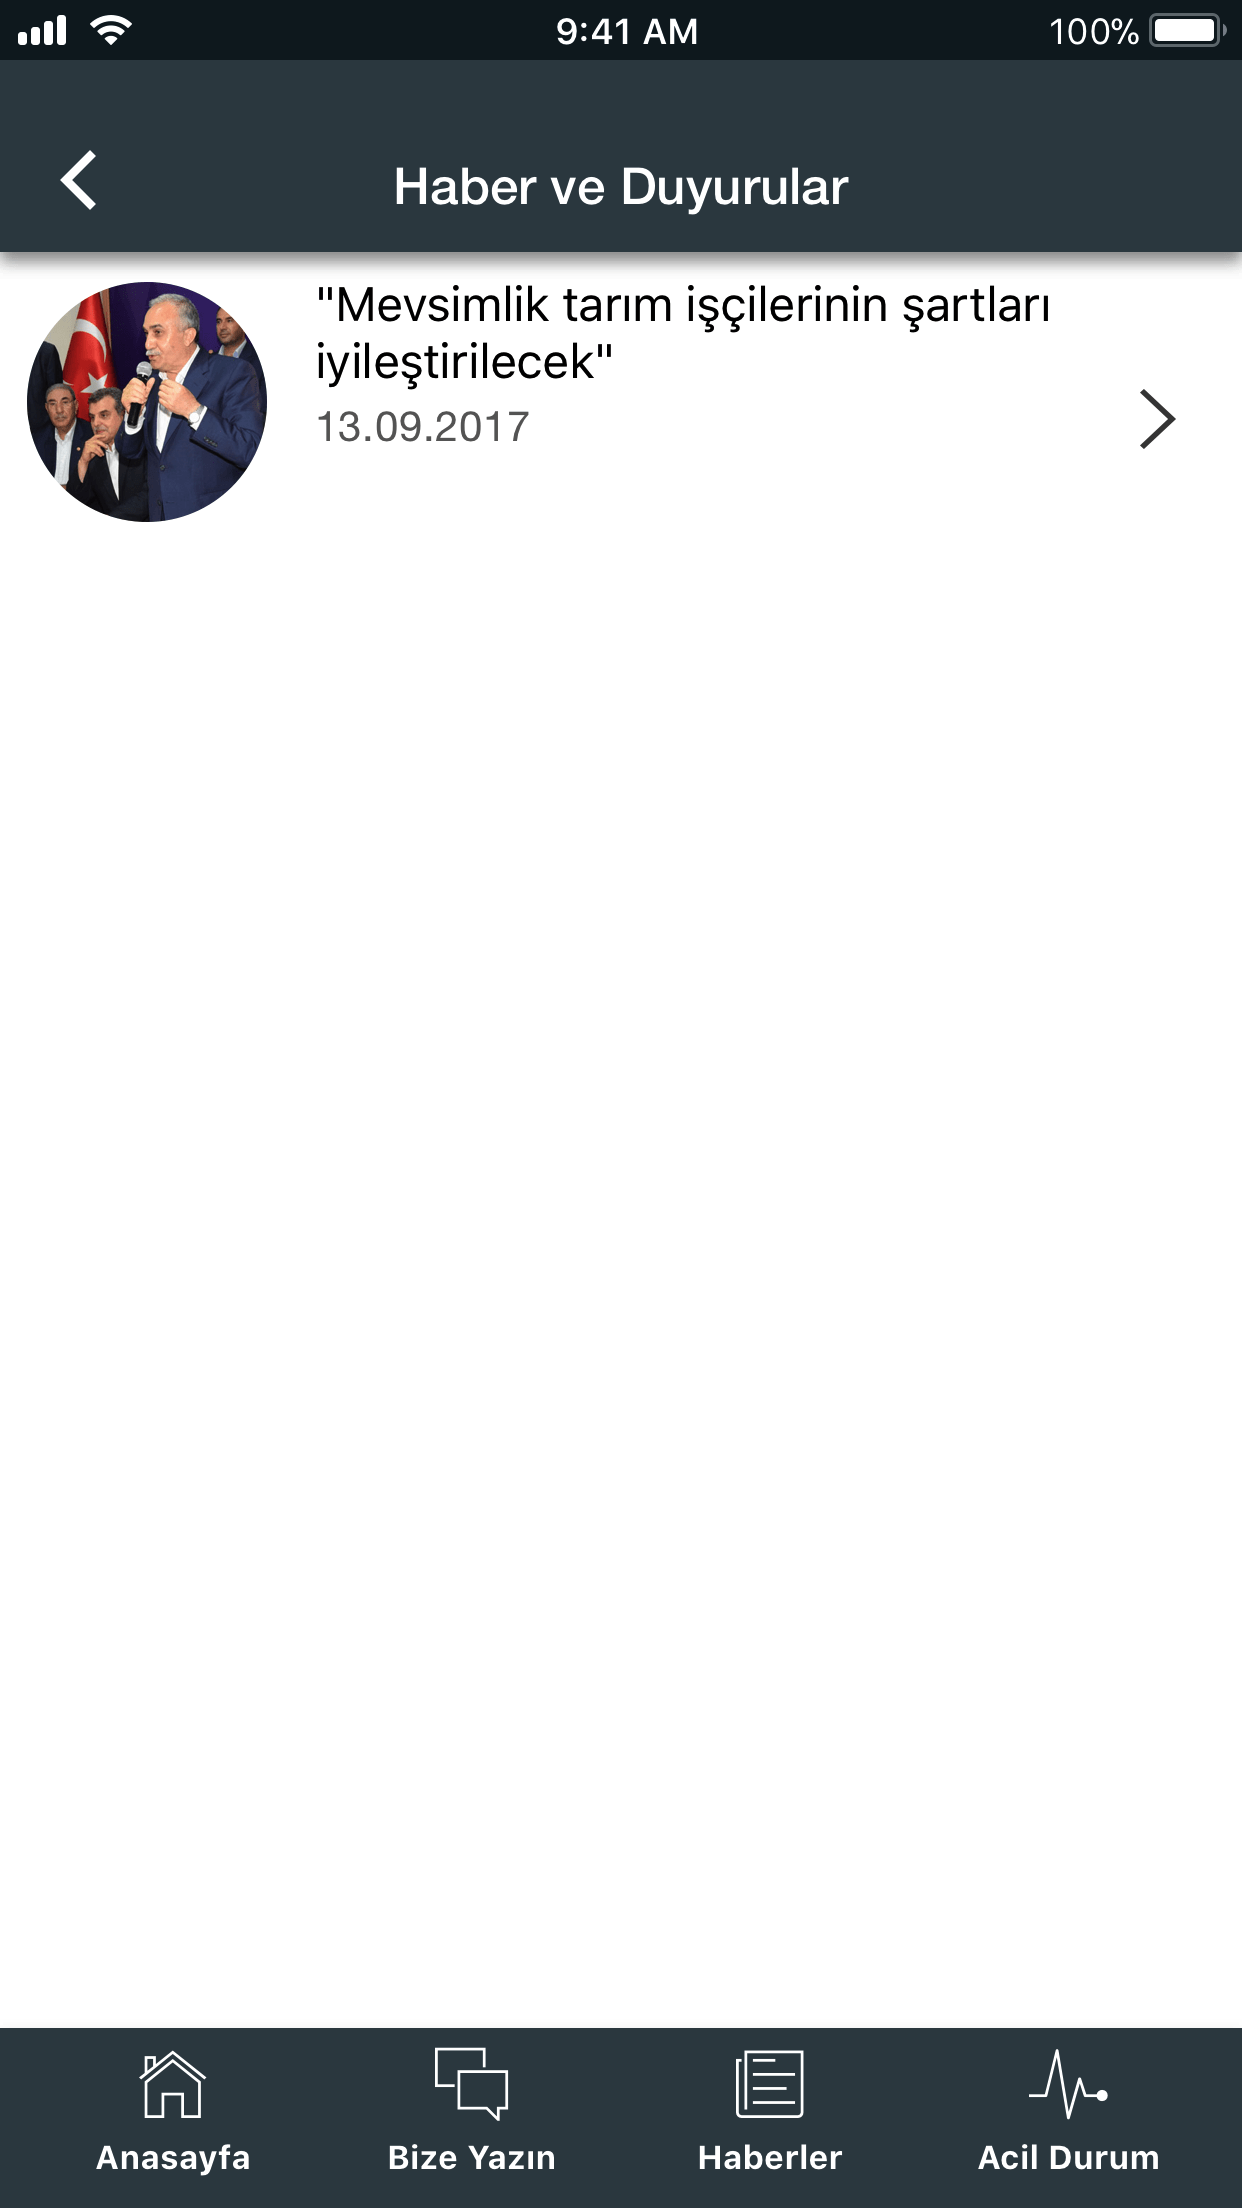 9:41 AM
100%
Haber ve Duyurular
"Mevsimlik tarım işçilerinin şartları
iyileştirilecek"
13.09.2017
Anasayfa
Bize Yazın
Haberler
Acil Durum